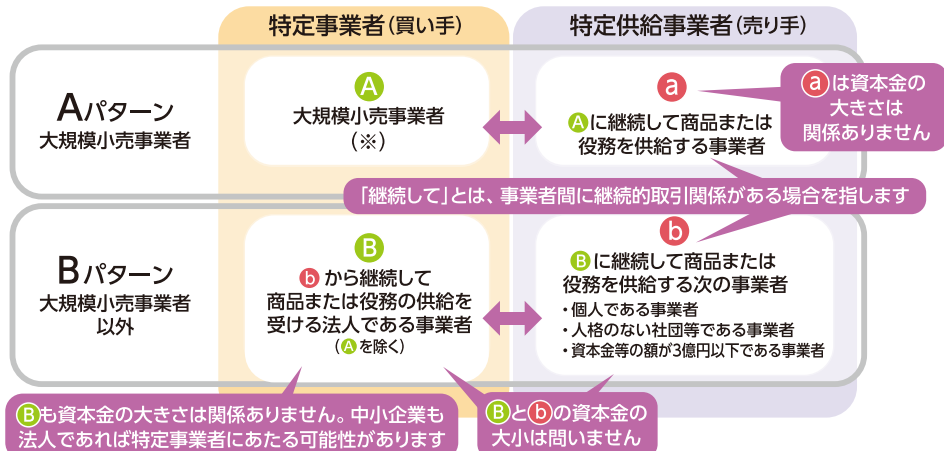 特定事業者(買い手)
特定供給事業者(売り手)
Aパターン
大規模小売事業者
A
大規模小売事業者
(※)
a
Aに継続して商品または
役務を供給する事業者
aは資本金の
大きさは
関係ありません
「継続して」とは、事業者間に継続的取引関係がある場合を指します
Bパターン
大規模小売事業者
以外
B
bから継続して
商品または役務の供給を
受ける法人である事業者
(Aを除く)
b
Bに継続して商品または
役務を供給する次の事業者
・個人である事業者
・人格のない社団等である事業者
・資本金等の額が3億円以下である事業者
Bも資本金の大きさは関係ありません。中小企業も
法人であれば特定事業者にあたる可能性があります
Bとbの資本金の
大小は問いません